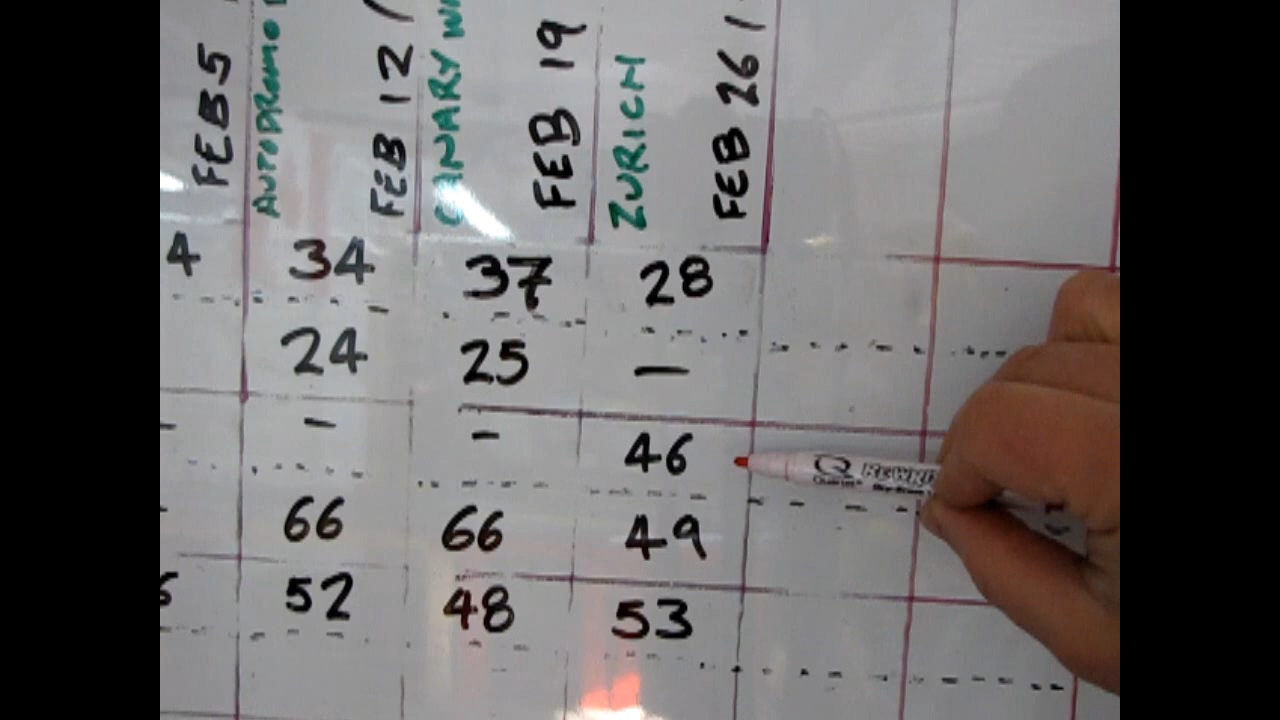 FEB 5
AUTODROMO
FEB 12
CANARY
FEB 19
ZURICH
FEB 26
4 34 37 28
24 25 —
- - - 46
66 66 49
52 48 53
REWRI